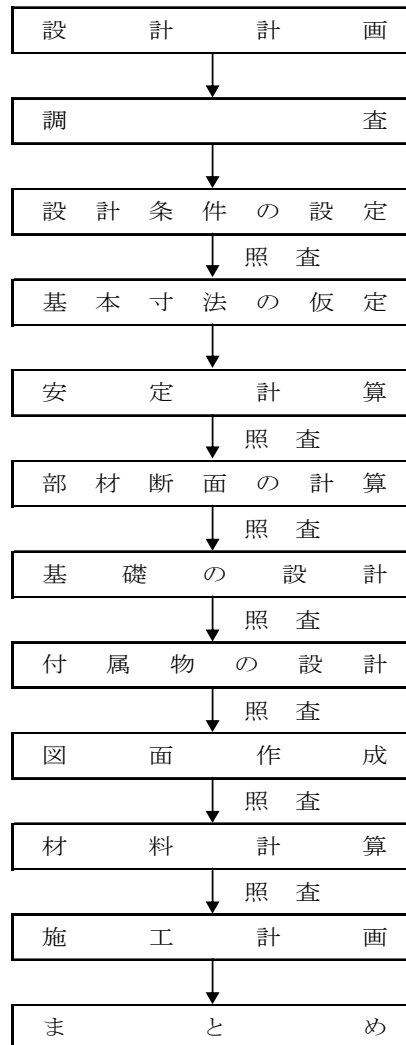 設計計画
調査
設計条件の設定
照査
基本寸法の仮定
安定計算
照査
部材断面の計算
照査
基礎の設計
照査
付属物の設計
照査
図面作成
照査
材料計算
照査
施工計画
まとめ